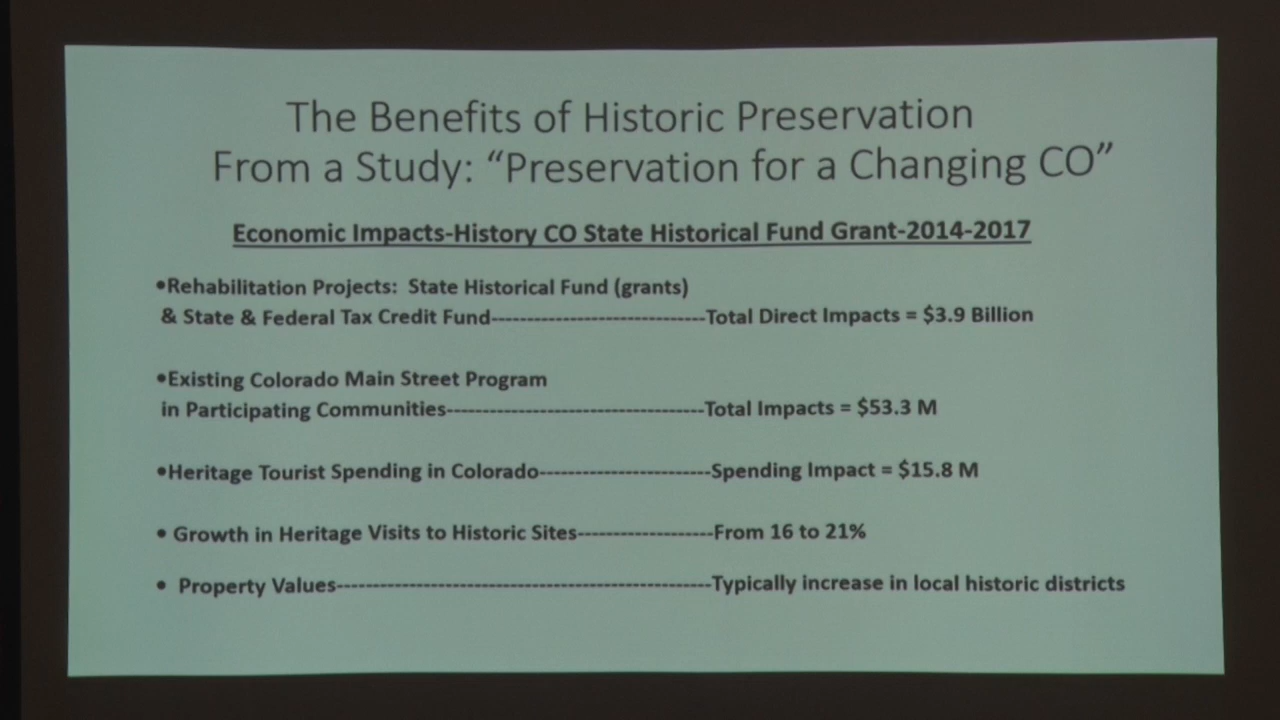 The Benefits of Historic Preservation
From a Study: “Preservation for a Changing CO”
Economic Impacts-History CO State Historical Fund Grant-2014-2017
•Rehabilitation Projects: State Historical Fund (grants)
& State & Federal Tax Credit Fund-----------------------------Total Direct Impacts = $3.9 Billion
•Existing Colorado Main Street Program
in Participating Communities-----------------------------------Total Impacts = $53.3 M
•Heritage Tourist Spending in Colorado-----------------------Spending Impact = $15.8 M
• Growth in Heritage Visits to Historic Sites------------------From 16 to 21%
• Property Values--------------------------------------------------Typically increase in local historic districts